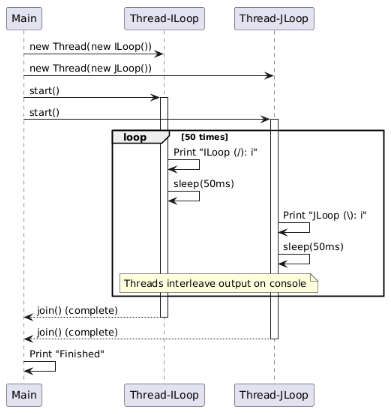 Main
Thread-ILoop
Thread-JLoop
new Thread(new ILoop())
new Thread(new JLoop())
start()
start()
loop
[50 times]
Print "ILoop (/): i"
sleep(50ms)
Print "JLoop (\): i"
sleep(50ms)
Threads interleave output on console
join() (complete)
join() (complete)
Print "Finished"
Main
Thread-ILoop
Thread-JLoop